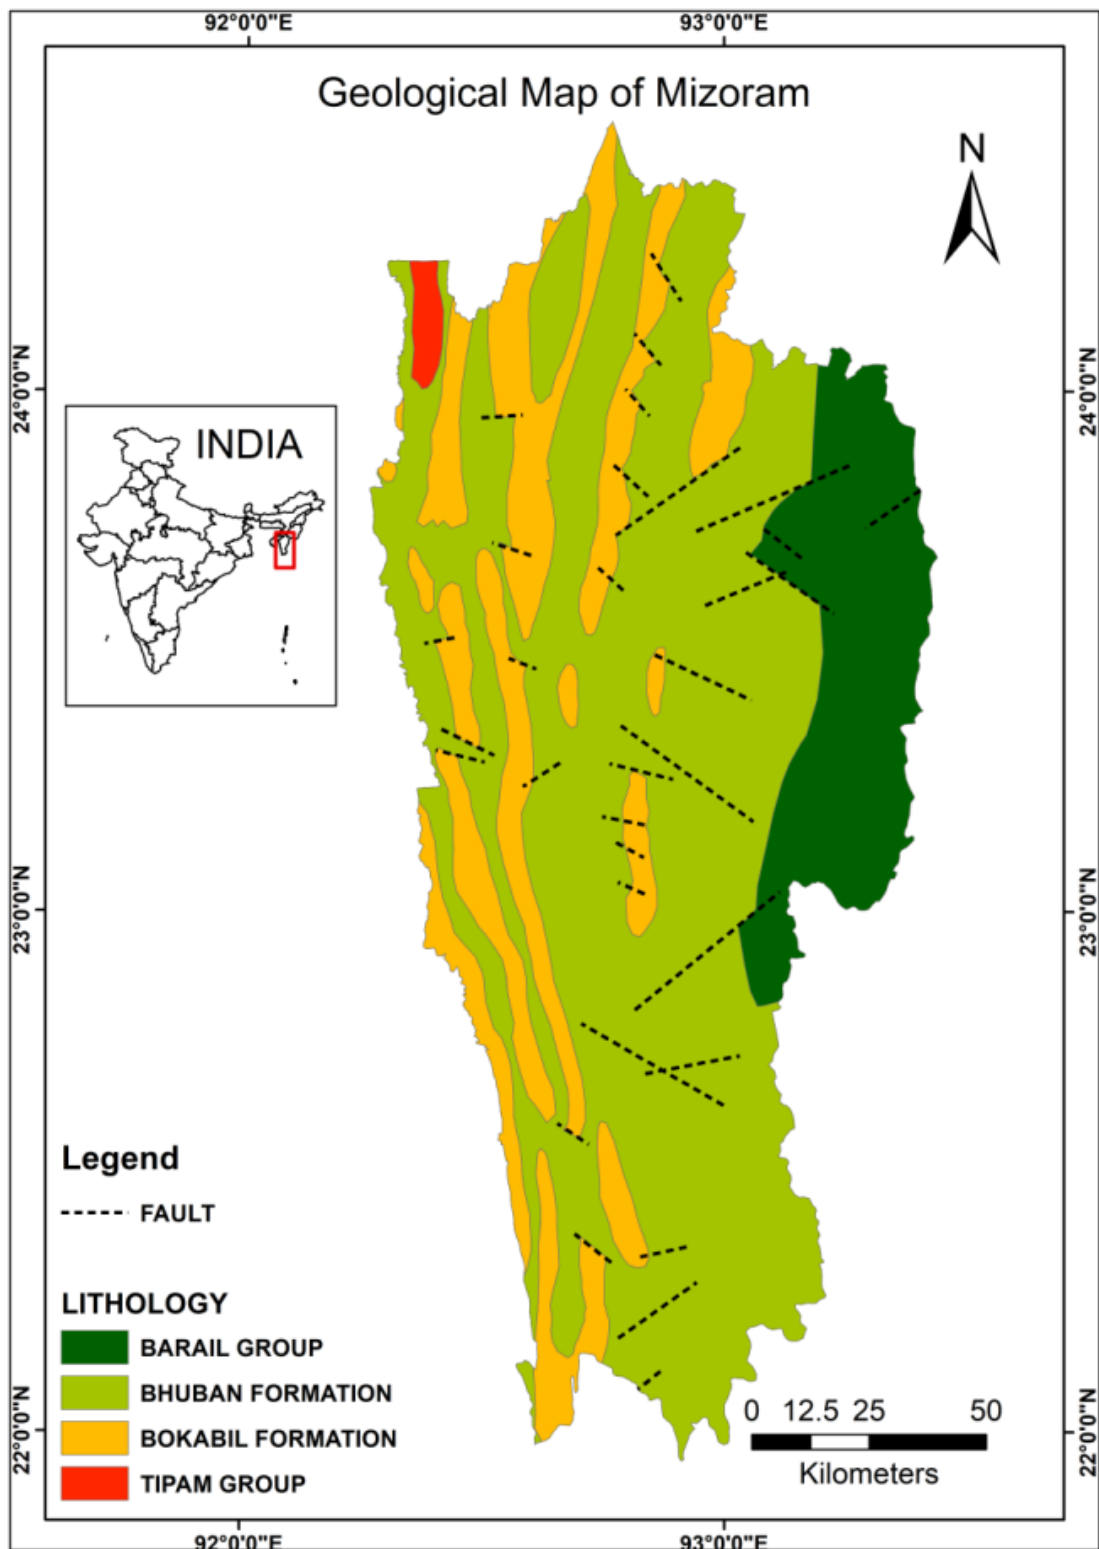 92°0'0"E 93°0'0"E
Geological Map of Mizoram
N
24°0'0"N 24°0'0"N
INDIA
23°0'0"N 23°0'0"N
Legend
FAULT
LITHOLOGY
BARAIL GROUP
BHUBAN FORMATION
BOKABIL FORMATION
TIPAM GROUP
22°0'0"N 22°0'0"N
0 12.5 25 50
Kilometers
92°0'0"E 93°0'0"E